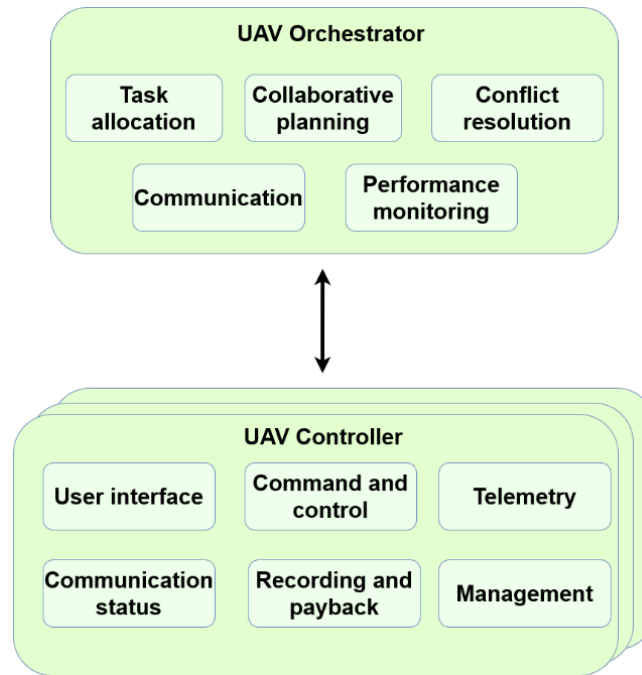 UAV Orchestrator
Task
allocation
Collaborative
planning
Conflict
resolution
Communication
Performance
monitoring
UAV Controller
User interface
Command and
control
Telemetry
Communication
status
Recording and
payback
Management